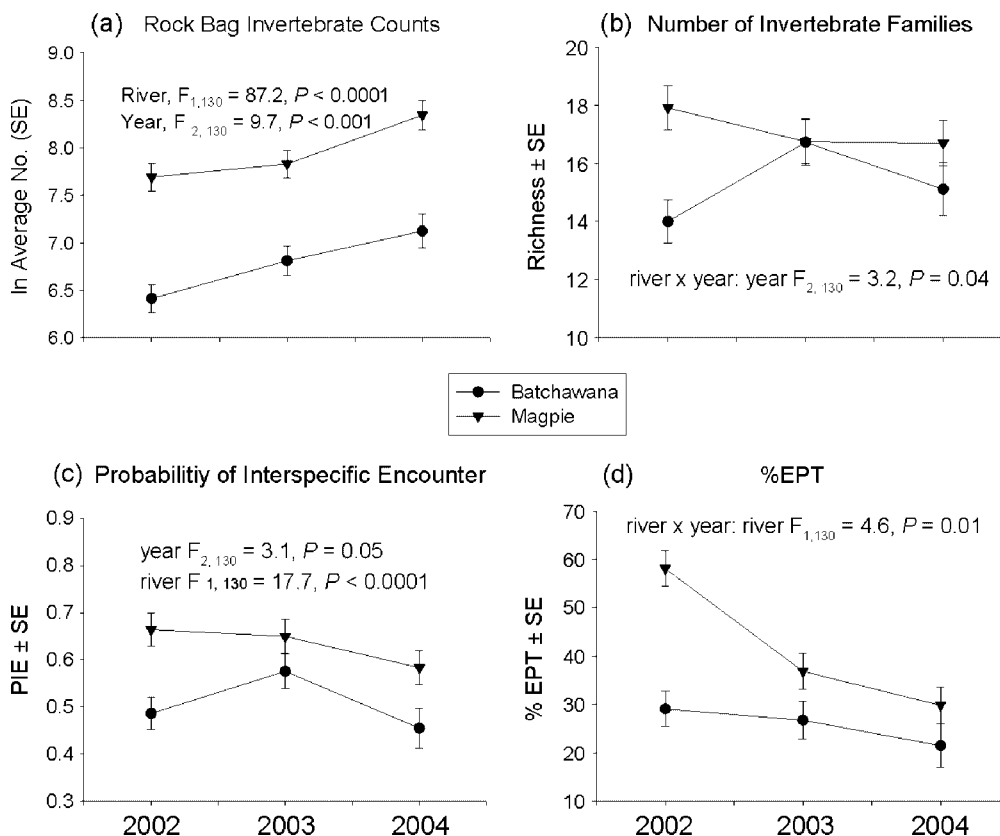 (a) Rock Bag Invertebrate Counts
River, F1,130 = 87.2, P < 0.0001
Year, F 2, 130 = 9.7, P < 0.001
ln Average No. (SE)
9.0
8.5
8.0
7.5
7.0
6.5
6.0
(b) Number of Invertebrate Families
river x year: year F2, 130 = 3.2, P = 0.04
Richness ± SE
20
18
16
14
12
10
Batchawana
Magpie
(c) Probabilitiy of Interspecific Encounter
year F2, 130 = 3.1, P = 0.05
river F 1, 130 = 17.7, P < 0.0001
PIE ± SE
0.9
0.8
0.7
0.6
0.5
0.4
0.3
2002 2003 2004
(d) %EPT
river x year: river F1,130 = 4.6, P = 0.01
% EPT ± SE
70
60
50
40
30
20
10
2002 2003 2004